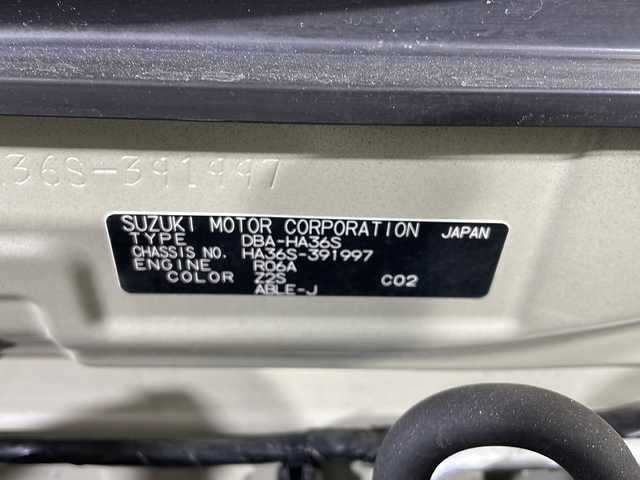 36S-391997
SUZUKI MOTOR CORPORATION JAPAN
TYPE DBA-HA36S
CHASSIS NO. HA36S-391997
ENGINE R06A
COLOR Z2S C02
ABLE-J